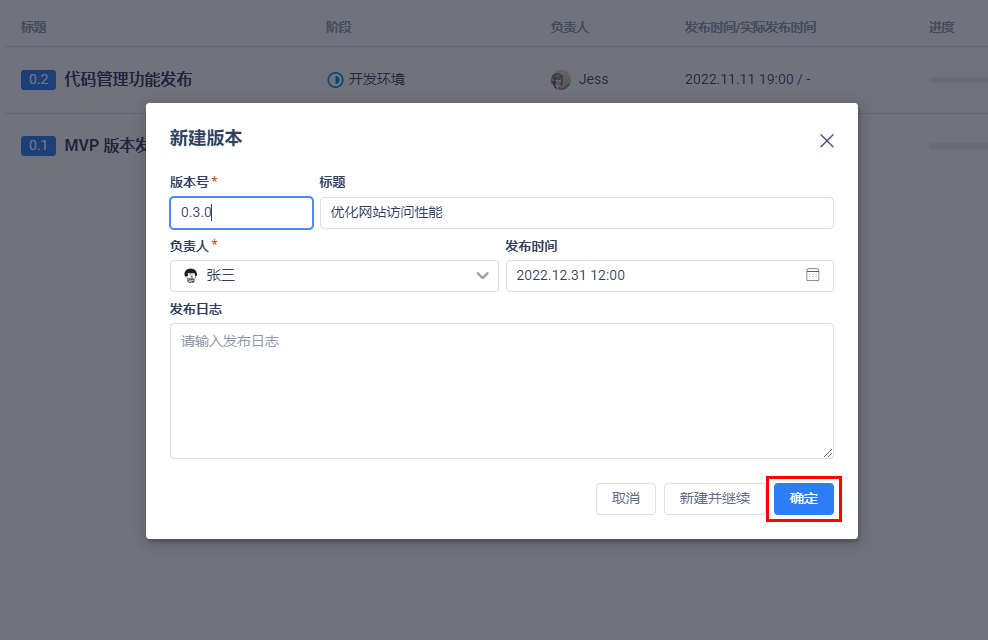 标题 阶段 负责人 发布时间/实际发布时间 进度
0.2 代码管理功能发布 开发环境 Jess 2022.11.11 19:00 / -
0.1 MVP 版本发
新建版本
版本号* 标题
0.3.0 优化网站访问性能
负责人* 发布时间
张三 2022.12.31 12:00
发布日志
请输入发布日志
取消 新建并继续 确定